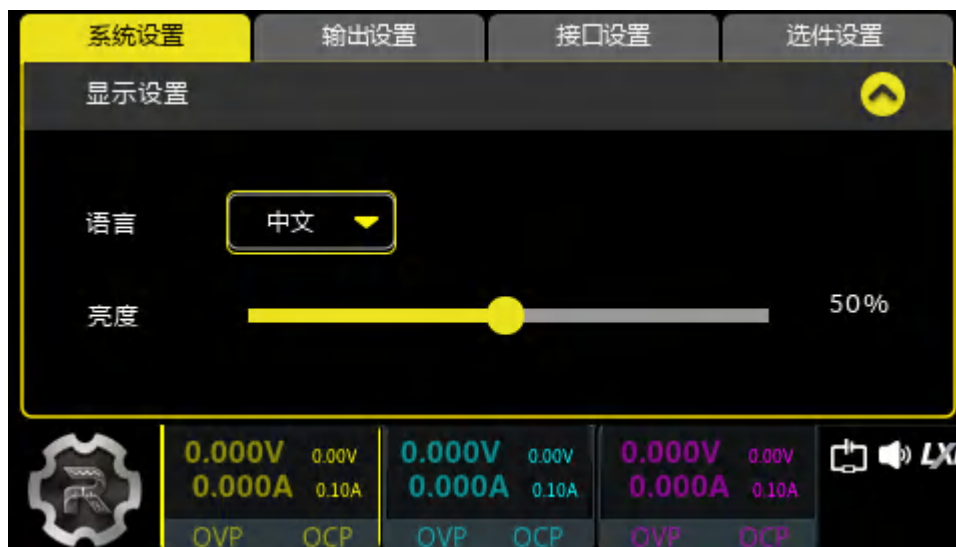 系统设置 输出设置 接口设置 选件设置
显示设置
语言 中文
亮度 50%
0.000V 0.00V 0.000V 0.00V 0.000V 0.00V
0.000A 0.10A 0.000A 0.10A 0.000A 0.10A
OVP OCP OVP OCP OVP OCP